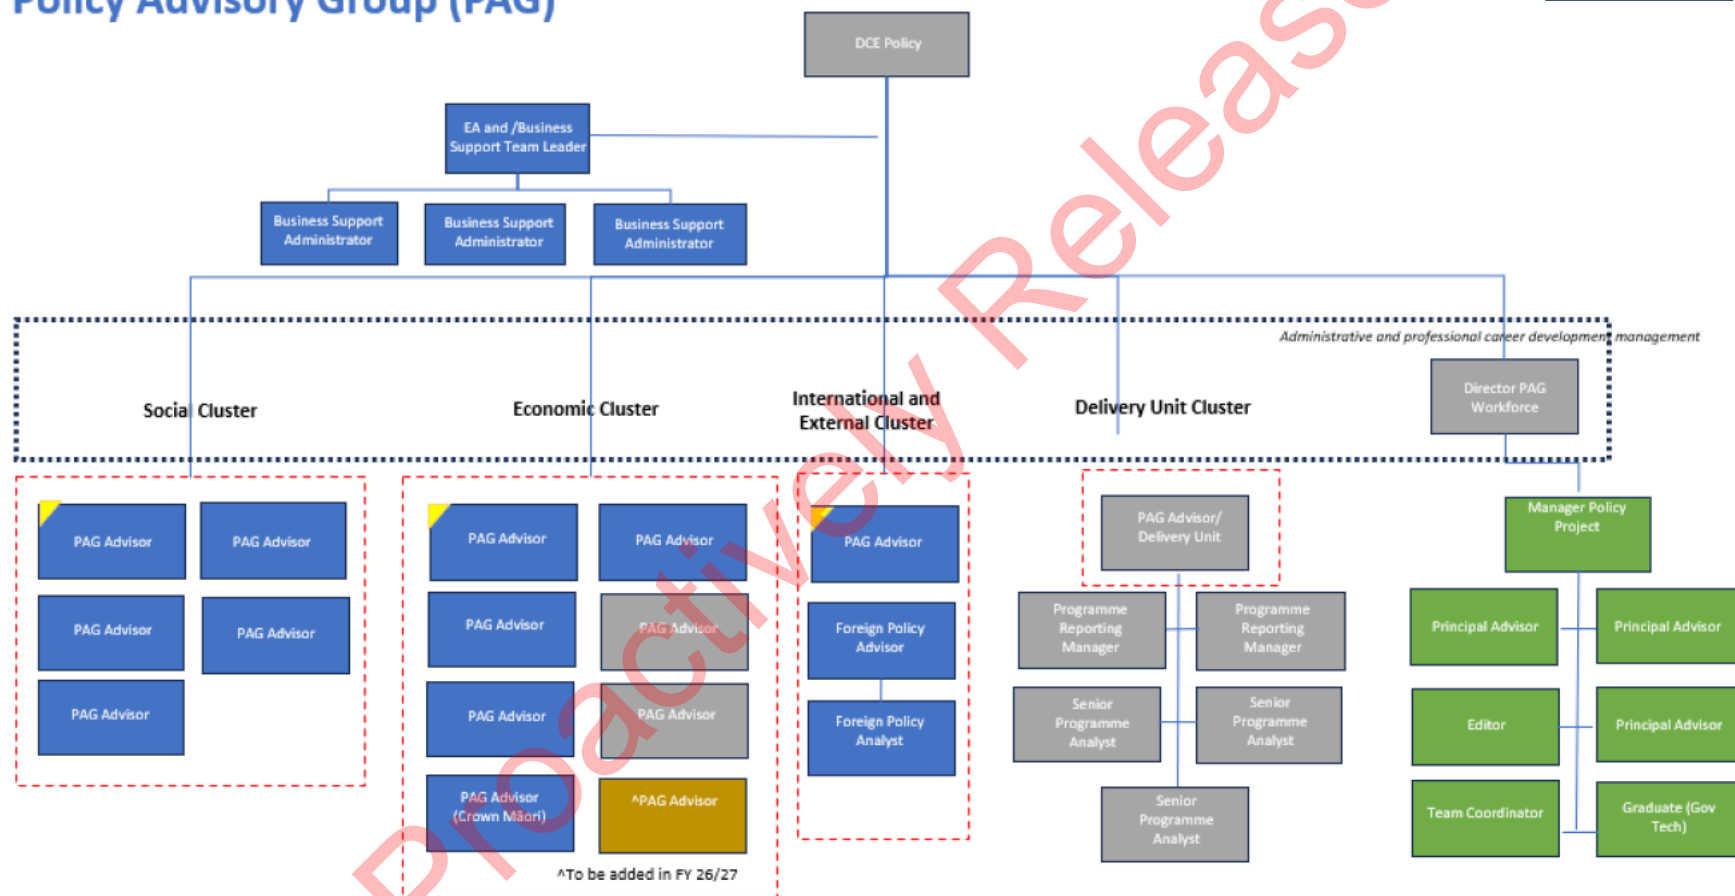 Policy Advisory Group (PAG)
DCE Policy
EA and /Business
Support Team Leader
Business Support
Administrator
Business Support
Administrator
Business Support
Administrator
Administrative and professional career development management
Social Cluster
Economic Cluster
International and
External Cluster
Delivery Unit Cluster
Director PAG
Workforce
PAG Advisor
PAG Advisor
PAG Advisor
PAG Advisor
PAG Advisor
PAG Advisor
PAG Advisor
PAG Advisor
PAG Advisor
PAG Advisor
PAG Advisor
PAG Advisor
(Crown Māori)
^PAG Advisor
^To be added in FY 26/27
PAG Advisor
Foreign Policy
Advisor
Foreign Policy
Analyst
PAG Advisor/
Delivery Unit
Programme
Reporting
Manager
Programme
Reporting
Manager
Senior
Programme
Analyst
Senior
Programme
Analyst
Senior
Programme
Analyst
Manager Policy
Project
Principal Advisor
Principal Advisor
Editor
Principal Advisor
Team Coordinator
Graduate (Gov
Tech)
Proactively Release